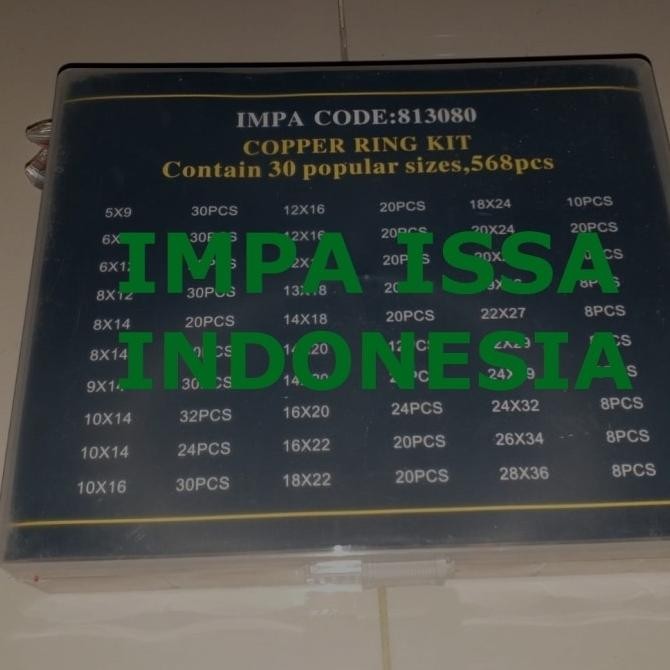 IMPA CODE:813080
COPPER RING KIT
Contain 30 popular sizes,568pcs
5X9 30PCS 12X16 20PCS 18X24 10PCS
20X24 20PCS
IMPA ISSA
8X12 30PCS
8X14 20PCS 14X18 20PCS 22X27 8PCS
INDONESIA
10X14 32PCS 16X20 24PCS 24X32 8PCS
10X14 24PCS 16X22 20PCS 26X34 8PCS
10X16 30PCS 18X22 20PCS 28X36 8PCS